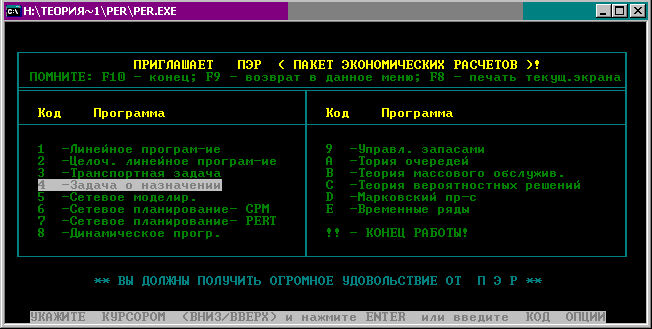 H:\ТЕОРИЯ~1\PER\PER.EXE
ПРИГЛАШАЕТ ПЭР ( ПАКЕТ ЭКОНОМИЧЕСКИХ РАСЧЕТОВ )!
ПОМНИТЕ: F10 - конец; F9 - возврат в данное меню; F8 - печать текущ.экрана
Код Программа
1 -Линейное програм-ие
2 -Целоч. линейное програм-ие
3 -Транспортная задача
4 -Задача о назначении
5 -Сетевое моделир.
6 -Сетевое планирование- CPM
7 -Сетевое планирование- PERT
8 -Динамическое прогр.
Код Программа
9 -Управл. запасами
A -Тория очередей
B -Теория массового обслужив.
C -Теория вероятностных решений
D -Марковский пр-с
E -Временные ряды
!! - КОНЕЦ РАБОТЫ!
** ВЫ ДОЛЖНЫ ПОЛУЧИТЬ ОГРОМНОЕ УДОВОЛЬСТВИЕ ОТ П Э Р **
УКАЖИТЕ КУРСОРОМ (ВНИЗ/ВВЕРХ) и нажмите ENTER или введите КОД ОПЦИИ